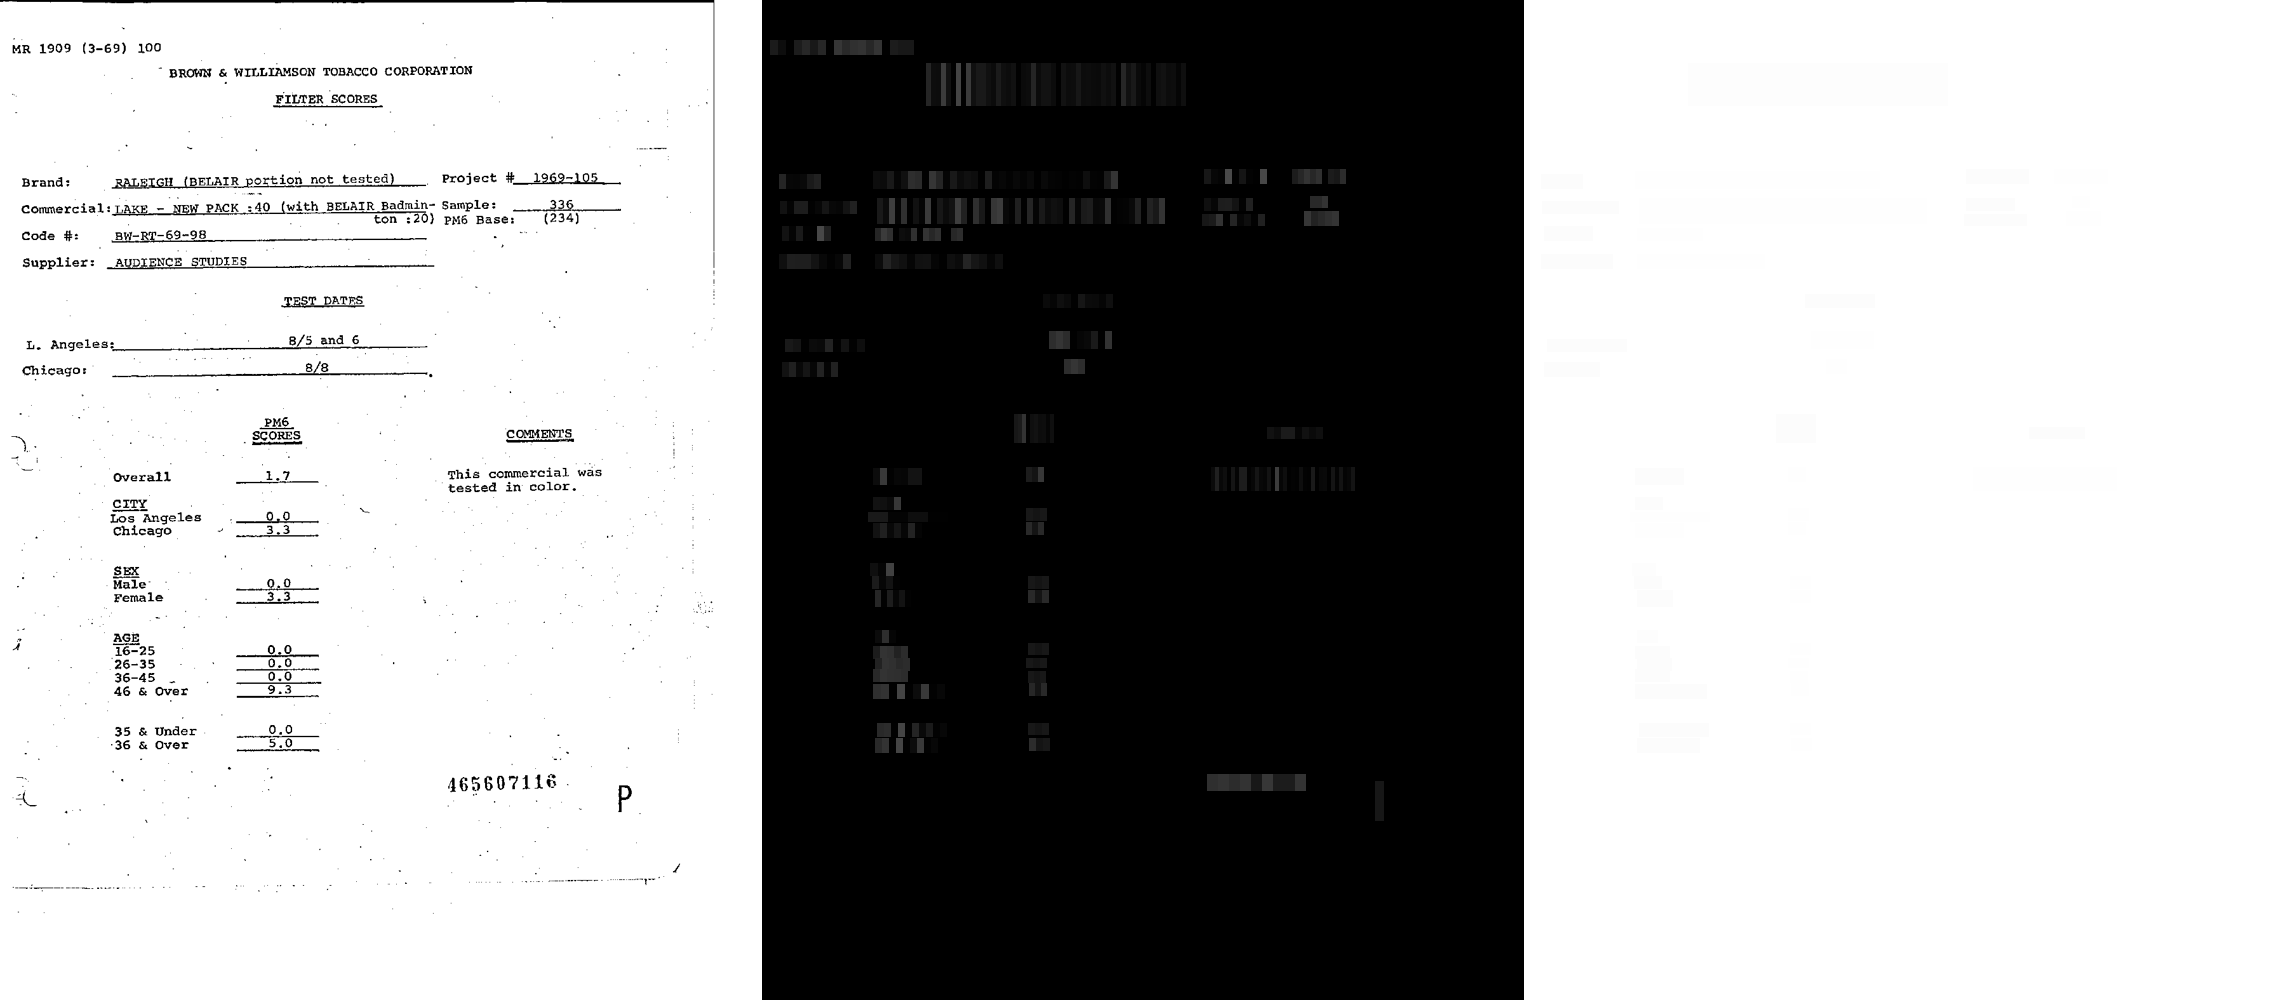 MR 1909 (3-69) 100
BROWN & WILLIAMSON TOBACCO CORPORATION
FILTER SCORES
Brand: RALEIGH (BELAIR portion not tested) Project # 1969-105
Commercial: LAKE - NEW PACK :40 (with BELAIR Badmin- Sample: 336
ton :20) PM6 Base: (234)
Code #: BW-RT-69-98
Supplier: AUDIENCE STUDIES
TEST DATES
L. Angeles: 8/5 and 6
Chicago: 8/8
PM6
SCORES COMMENTS
Overall 1.7 This commercial was
tested in color.
CITY
Los Angeles 0.0
Chicago 3.3
SEX
Male 0.0
Female 3.3
AGE
16-25 0.0
26-35 0.0
36-45 0.0
46 & Over 9.3
35 & Under 0.0
36 & Over 5.0
465607116
P